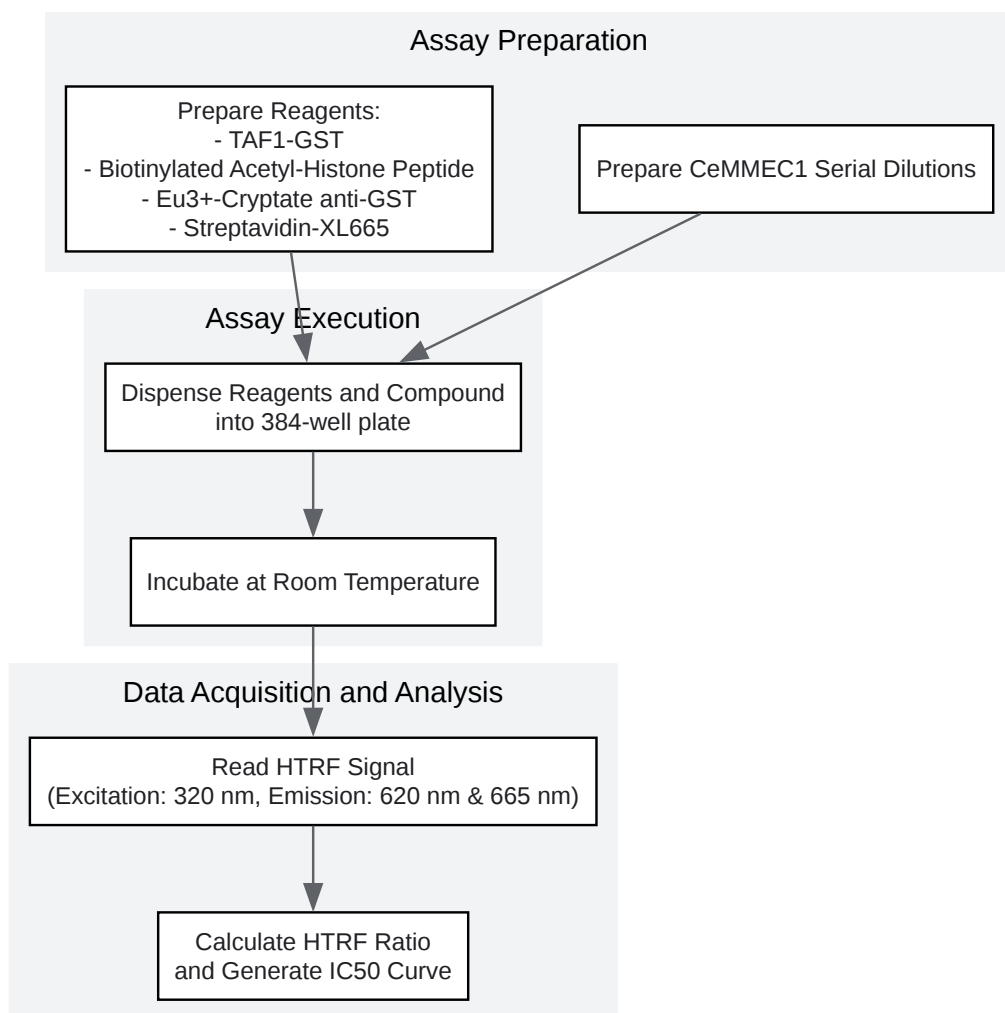 Assay Preparation
Prepare Reagents:
- TAF1-GST
- Biotinylated Acetyl-Histone Peptide
- Eu3+-Cryptate anti-GST
- Streptavidin-XL665
Prepare CeMMEC1 Serial Dilutions
Assay Execution
Dispense Reagents and Compound
into 384-well plate
Incubate at Room Temperature
Data Acquisition and Analysis
Read HTRF Signal
(Excitation: 320 nm, Emission: 620 nm & 665 nm)
Calculate HTRF Ratio
and Generate IC50 Curve